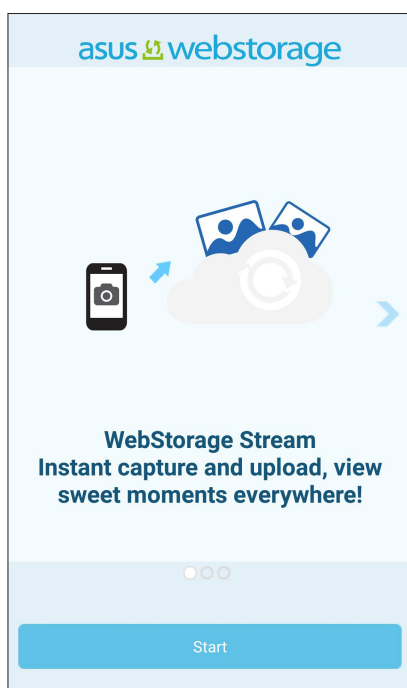 asus webstorage
WebStorage Stream
Instant capture and upload, view
sweet moments everywhere!
Start